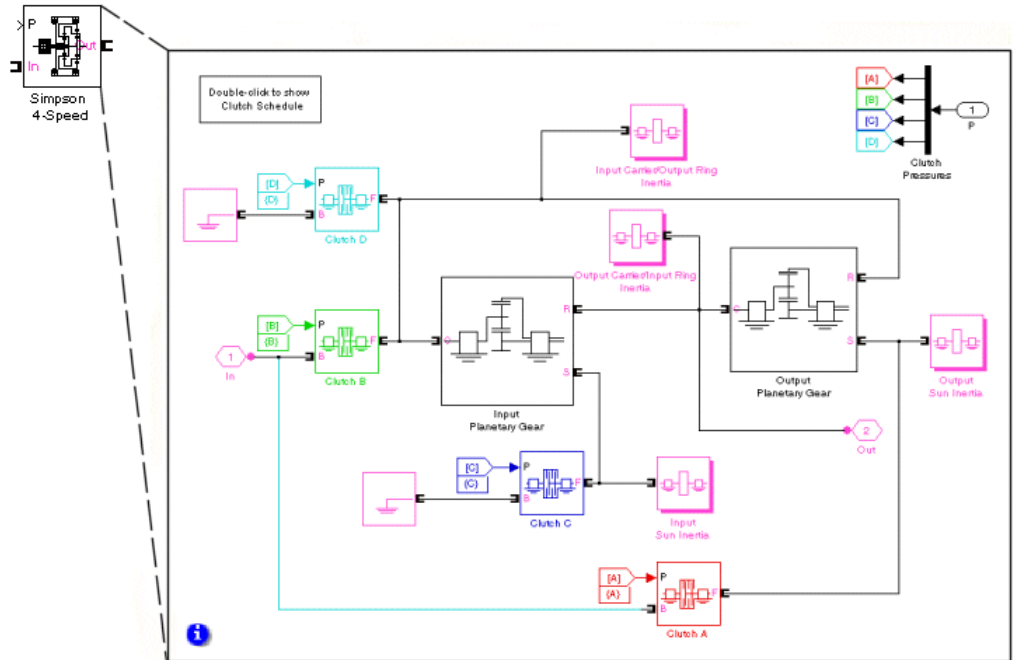 P
Out
In
Simpson
4-Speed
Double-click to show
Clutch Schedule
[A]
[B]
[C]
[D]
1
P
Clutch
Pressures
Input Carrier/Output Ring
Inertia
[D]
{D}
P
B
F
Clutch D
Output Carrier/Input Ring
Inertia
R
S
C
Output
Planetary Gear
[B]
{B}
P
B
F
Clutch B
1
In
C
R
S
Input
Planetary Gear
Output
Sun Inertia
2
Out
[C]
{C}
P
B
F
Clutch C
Input
Sun Inertia
[A]
{A}
P
B
F
Clutch A
i